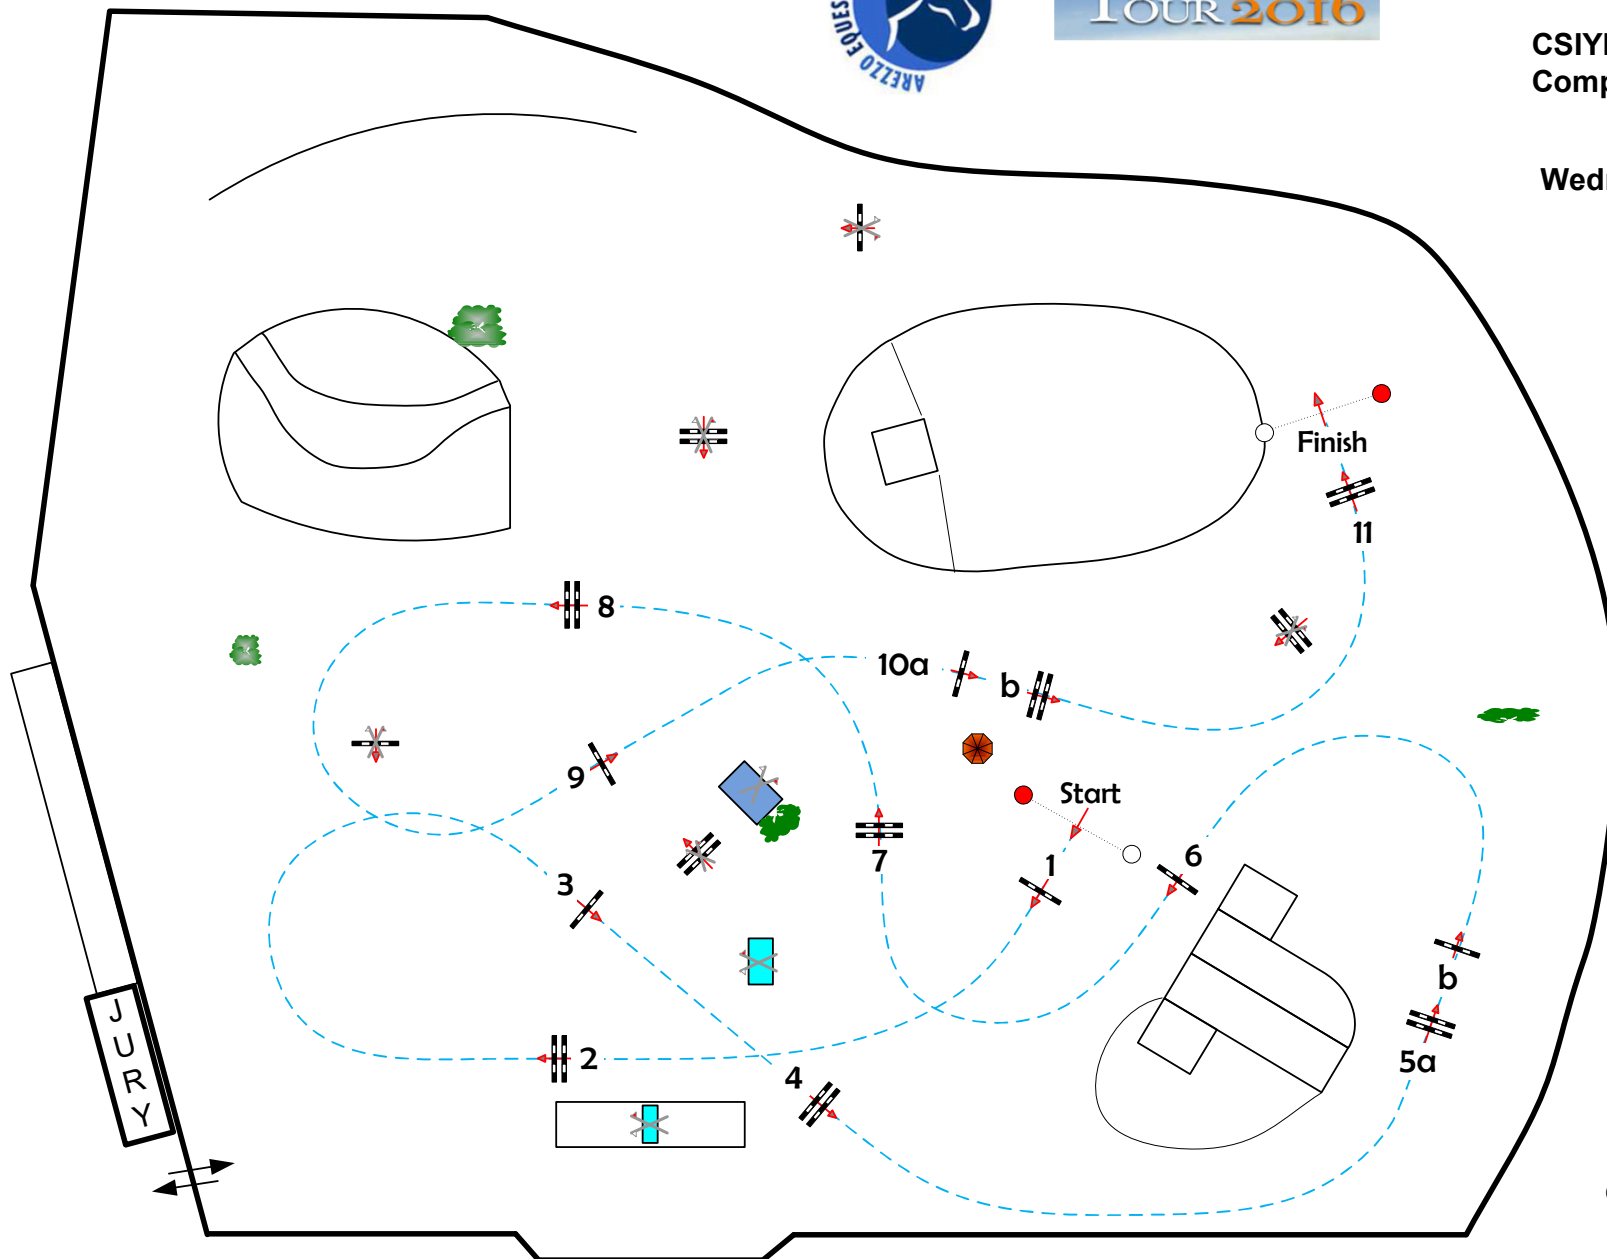 TOUR 2016
AREZZO EQUES
CSIY
Comp
Wed
Finish
11
8
10a
b
9
Start
1
6
7
3
b
5a
2
4
JURY